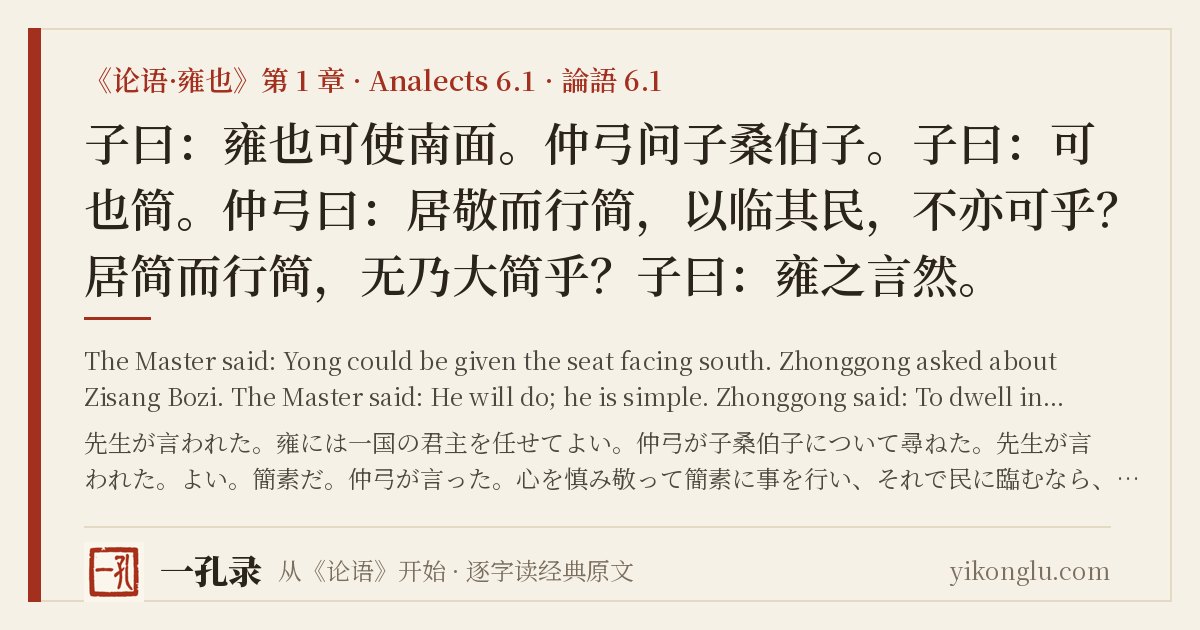 《论语·雍也》第 1 章 · Analects 6.1 · 論語 6.1
子曰：雍也可使南面。仲弓问子桑伯子。子曰：可
也简。仲弓曰：居敬而行简，以临其民，不亦可乎？
居简而行简，无乃大简乎？子曰：雍之言然。
The Master said: Yong could be given the seat facing south. Zhonggong asked about
Zisang Bozi. The Master said: He will do; he is simple. Zhonggong said: To dwell in...
先生が言われた。雍には一国の君主を任せてよい。仲弓が子桑伯子について尋ねた。先生が言
われた。よい。簡素だ。仲弓が言った。心を慎み敬って簡素に事を行い、それで民に臨むなら、…
一孔
一孔录 从《论语》开始 · 逐字读经典原文 yikonglu.com